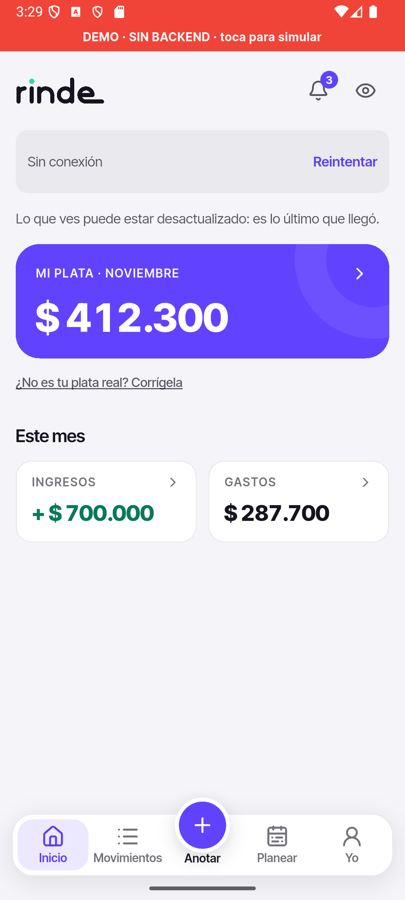 3:29
DEMO · SIN BACKEND · toca para simular
rinde
3
Sin conexión
Reintentar
Lo que ves puede estar desactualizado: es lo último que llegó.
MI PLATA · NOVIEMBRE
$ 412.300
¿No es tu plata real? Corrígela
Este mes
INGRESOS
+ $ 700.000
GASTOS
$ 287.700
Inicio
Movimientos
Anotar
Planear
Yo